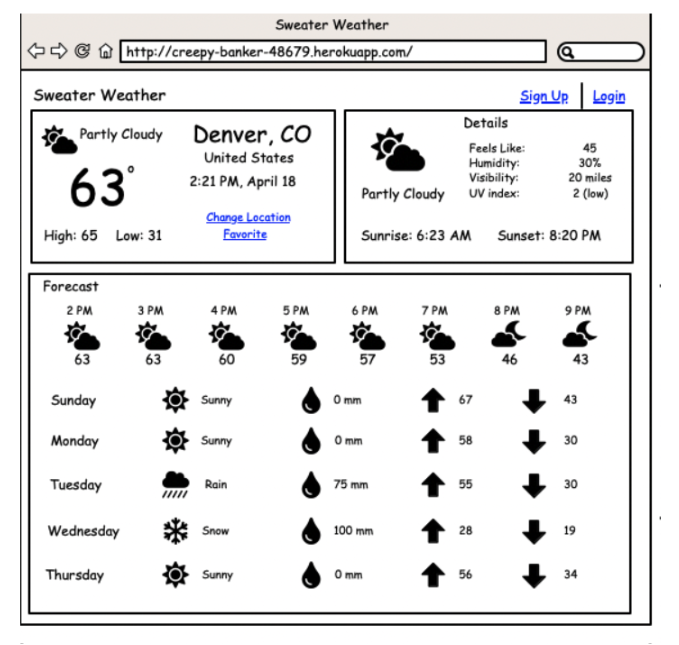 Sweater Weather
http://creepy-banker-48679.herokuapp.com/
Sweater Weather
Sign Up Login
Partly Cloudy
63°
High: 65 Low: 31
Denver, CO
United States
2:21 PM, April 18
Change Location
Favorite
Details
Partly Cloudy
Feels Like: 45
Humidity: 30%
Visibility: 20 miles
UV index: 2 (low)
Sunrise: 6:23 AM Sunset: 8:20 PM
Forecast
2 PM 3 PM 4 PM 5 PM 6 PM 7 PM 8 PM 9 PM
63 63 60 59 57 53 46 43
Sunday Sunny 0 mm 67 43
Monday Sunny 0 mm 58 30
Tuesday Rain 75 mm 55 30
Wednesday Snow 100 mm 28 19
Thursday Sunny 0 mm 56 34